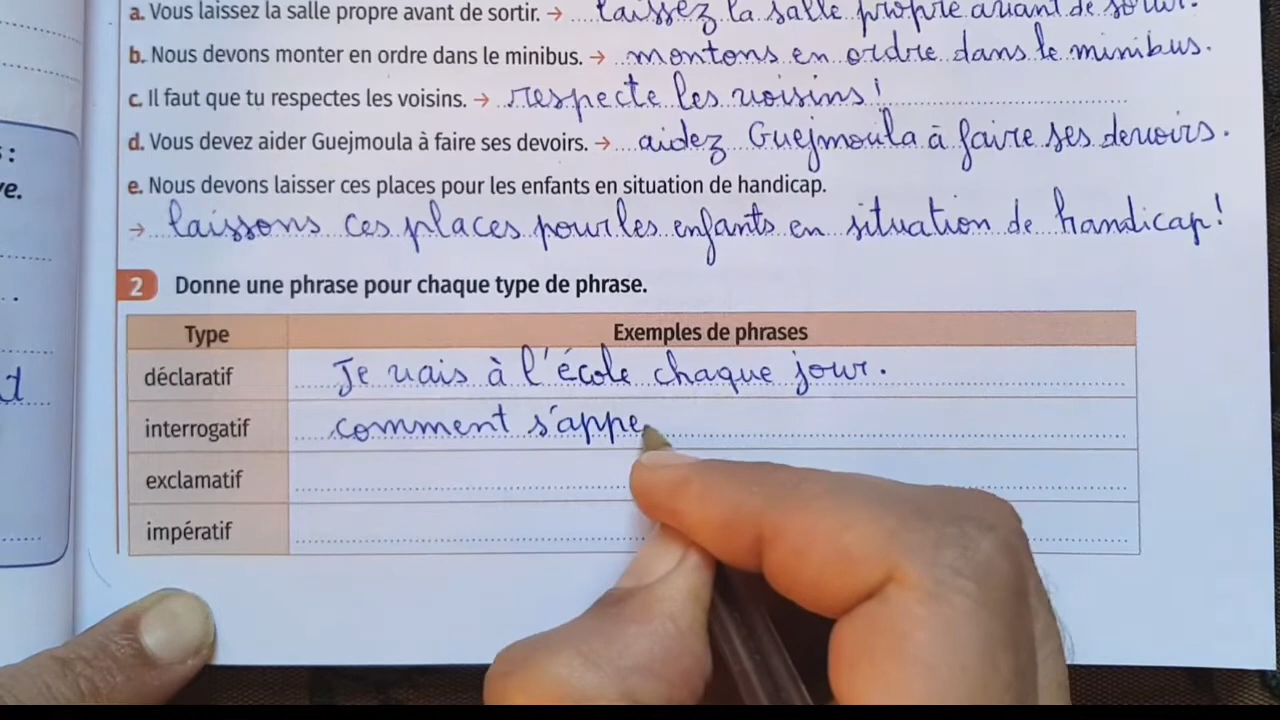 a. Vous laissez la salle propre avant de sortir. → laissez la salle propre avant de sortir.
b. Nous devons monter en ordre dans le minibus. → montons en ordre dans le minibus.
c. Il faut que tu respectes les voisins. → respecte les voisins !
d. Vous devez aider Guejmoula à faire ses devoirs. → aidez Guejmoula à faire ses devoirs.
e. Nous devons laisser ces places pour les enfants en situation de handicap.
→ laissons ces places pour les enfants en situation de handicap !
2 Donne une phrase pour chaque type de phrase.
Type Exemples de phrases
déclaratif Je vais à l'école chaque jour.
interrogatif comment s'appe
exclamatif
impératif